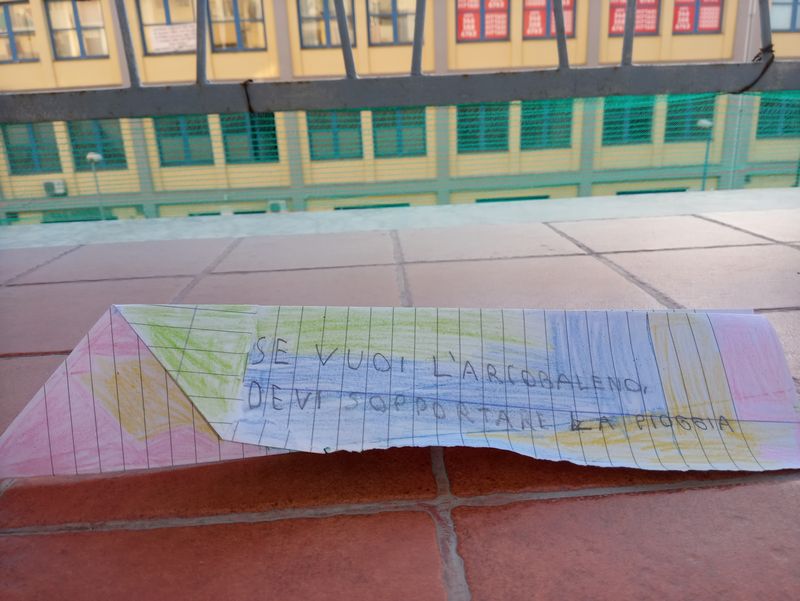 SE VUOI L'ARCOBALENO,
DEVI SOPPORTARE LA PIOGGIA